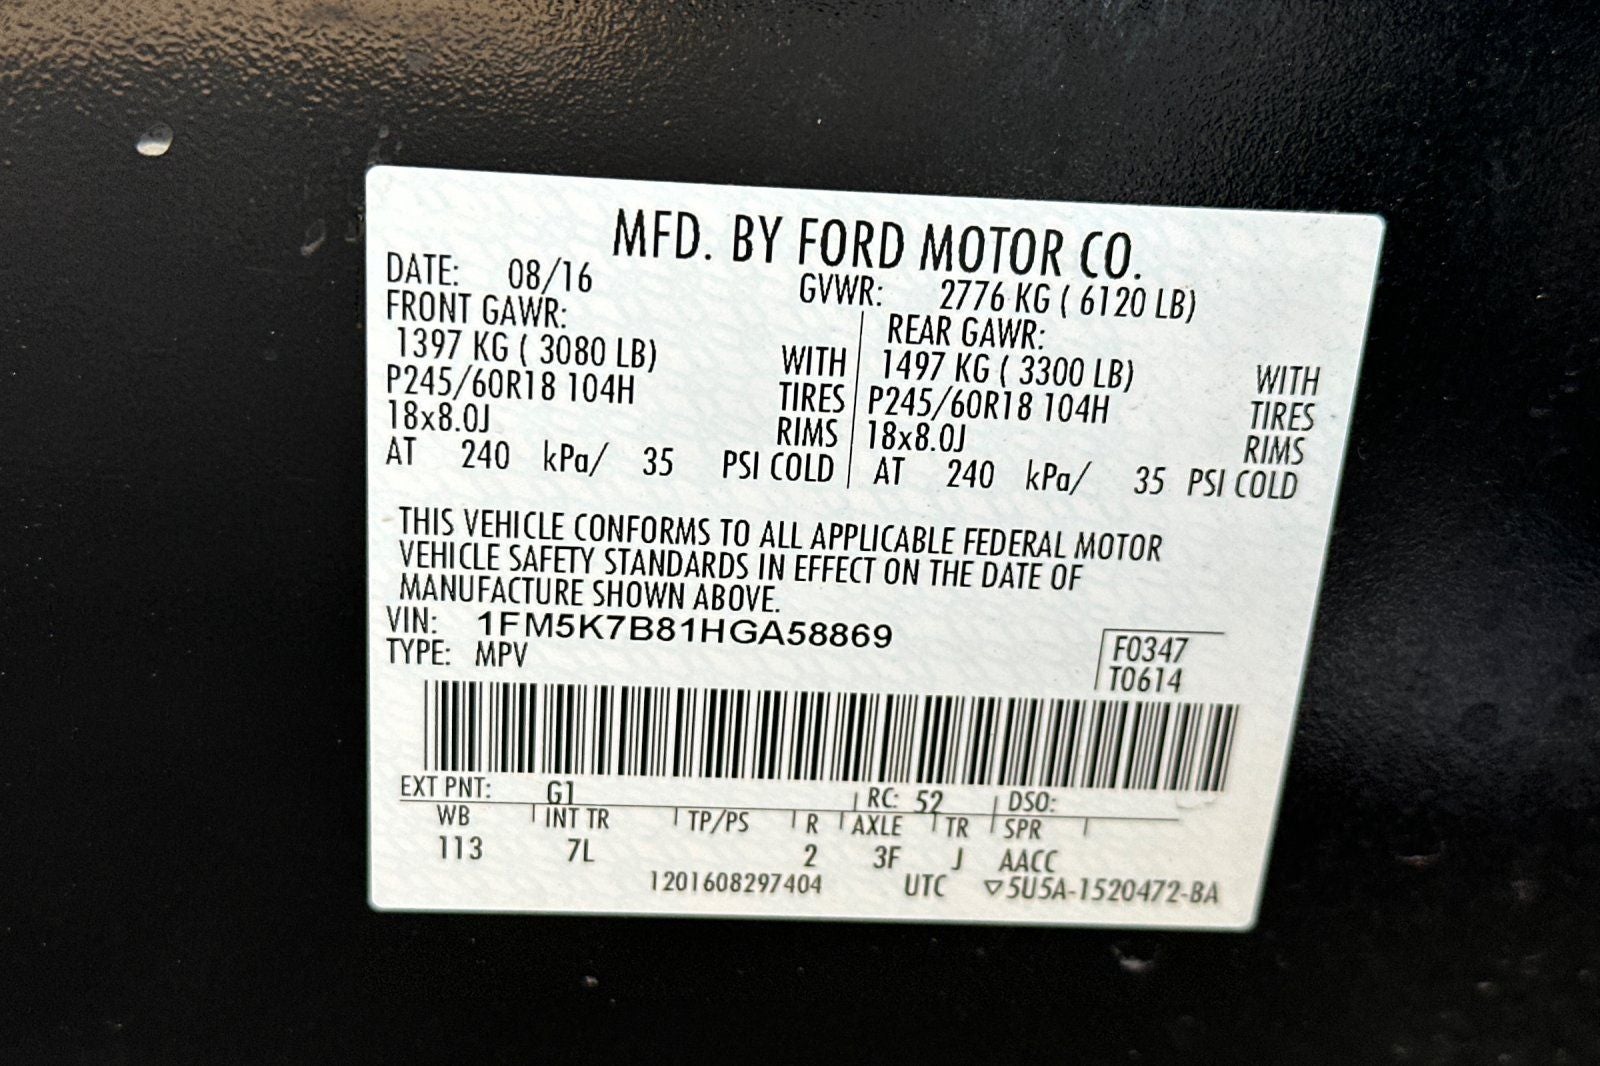 MFD. BY FORD MOTOR CO.
DATE: 08/16 GVWR: 2776 KG ( 6120 LB)
FRONT GAWR: REAR GAWR:
1397 KG ( 3080 LB) WITH 1497 KG ( 3300 LB) WITH
P245/60R18 104H TIRES P245/60R18 104H TIRES
18x8.0J RIMS 18x8.0J RIMS
AT 240 kPa/ 35 PSI COLD AT 240 kPa/ 35 PSI COLD
THIS VEHICLE CONFORMS TO ALL APPLICABLE FEDERAL MOTOR
VEHICLE SAFETY STANDARDS IN EFFECT ON THE DATE OF
MANUFACTURE SHOWN ABOVE.
VIN: 1FM5K7B81HGA58869 F0347
TYPE: MPV T0614
EXT PNT: G1 RC: 52 DSO:
WB INT TR TP/PS R AXLE TR SPR
113 7L 2 3F J AACC
1201608297404 UTC ▽5U5A-1520472-BA